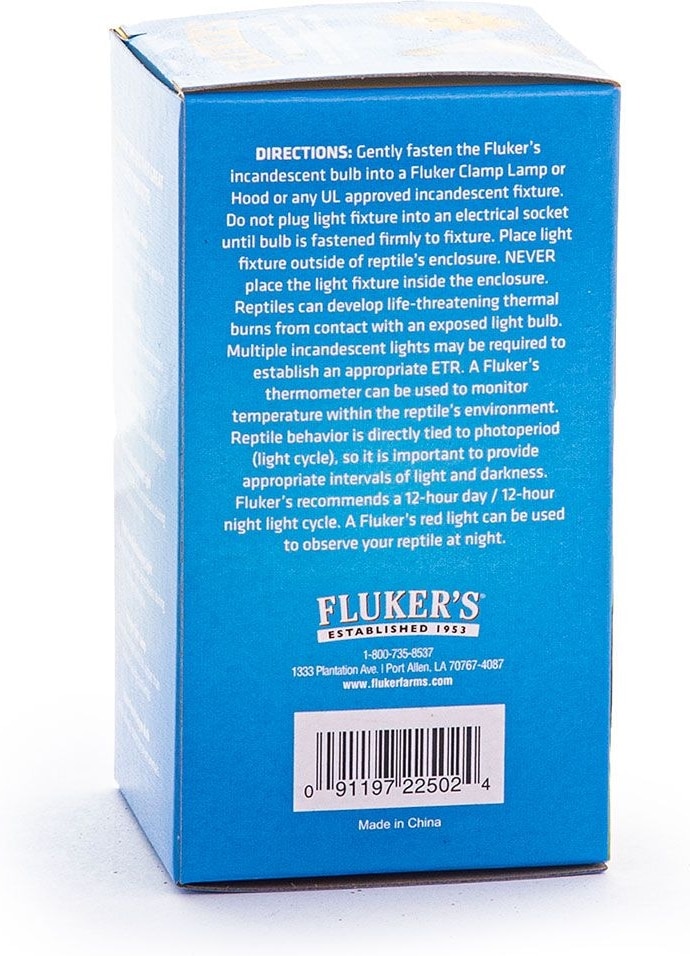 DIRECTIONS: Gently fasten the Fluker's
incandescent bulb into a Fluker Clamp Lamp or
Hood or any UL approved incandescent fixture.
Do not plug light fixture into an electrical socket
until bulb is fastened firmly to fixture. Place light
fixture outside of reptile's enclosure. NEVER
place the light fixture inside the enclosure.
Reptiles can develop life-threatening thermal
burns from contact with an exposed light bulb.
Multiple incandescent lights may be required to
establish an appropriate ETR. A Fluker's
thermometer can be used to monitor
temperature within the reptile's environment.
Reptile behavior is directly tied to photoperiod
(light cycle), so it is important to provide
appropriate intervals of light and darkness.
Fluker's recommends a 12-hour day / 12-hour
night light cycle. A Fluker's red light can be used
to observe your reptile at night.
FLUKER'S®
ESTABLISHED 1953
1-800-735-8537
1333 Plantation Ave. | Port Allen, LA 70767-4087
www.flukerfarms.com
0 91197 22502 4
Made in China